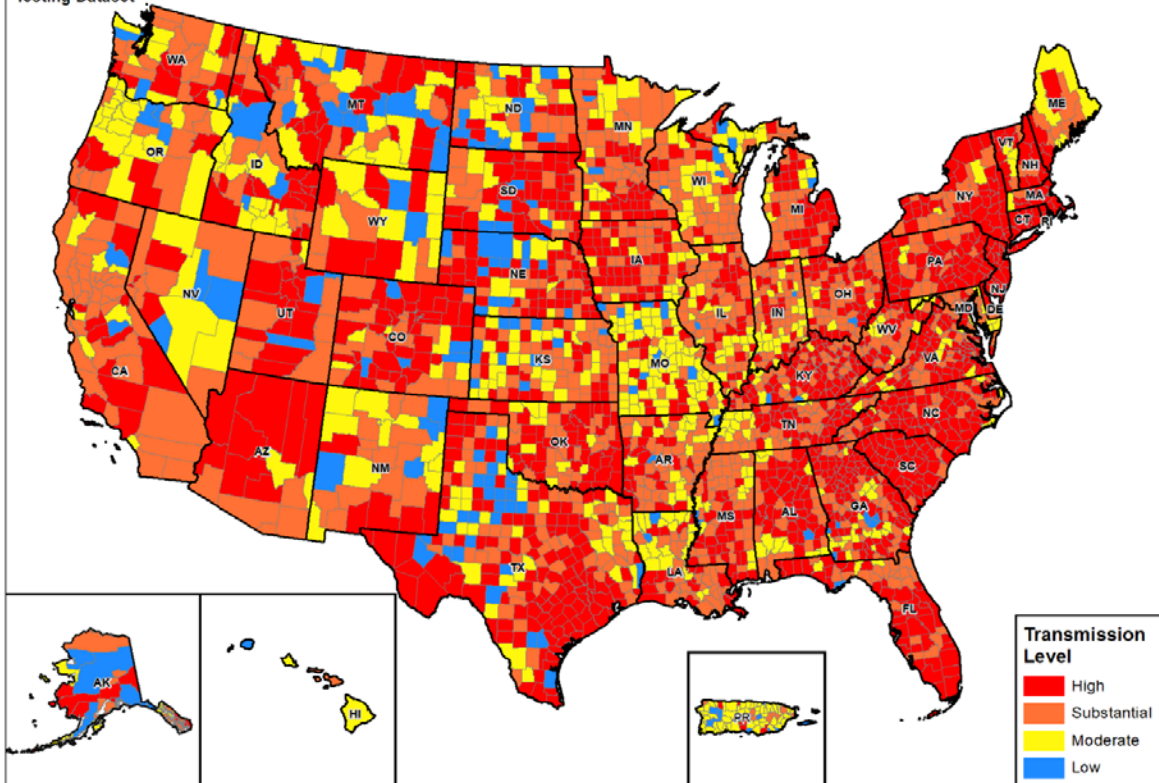 Testing Dataset
WA
MT
ND
MN
ME
OR
ID
SD
WI
VT
NH
WY
MI
NY
MA
CT
RI
IA
NE
PA
NV
NJ
UT
IL
IN
OH
MD
DE
CO
WV
KS
MO
VA
CA
KY
NC
TN
OK
AZ
AR
NM
SC
MS
AL
GA
TX
LA
FL
AK
HI
PR
Transmission
Level
High
Substantial
Moderate
Low